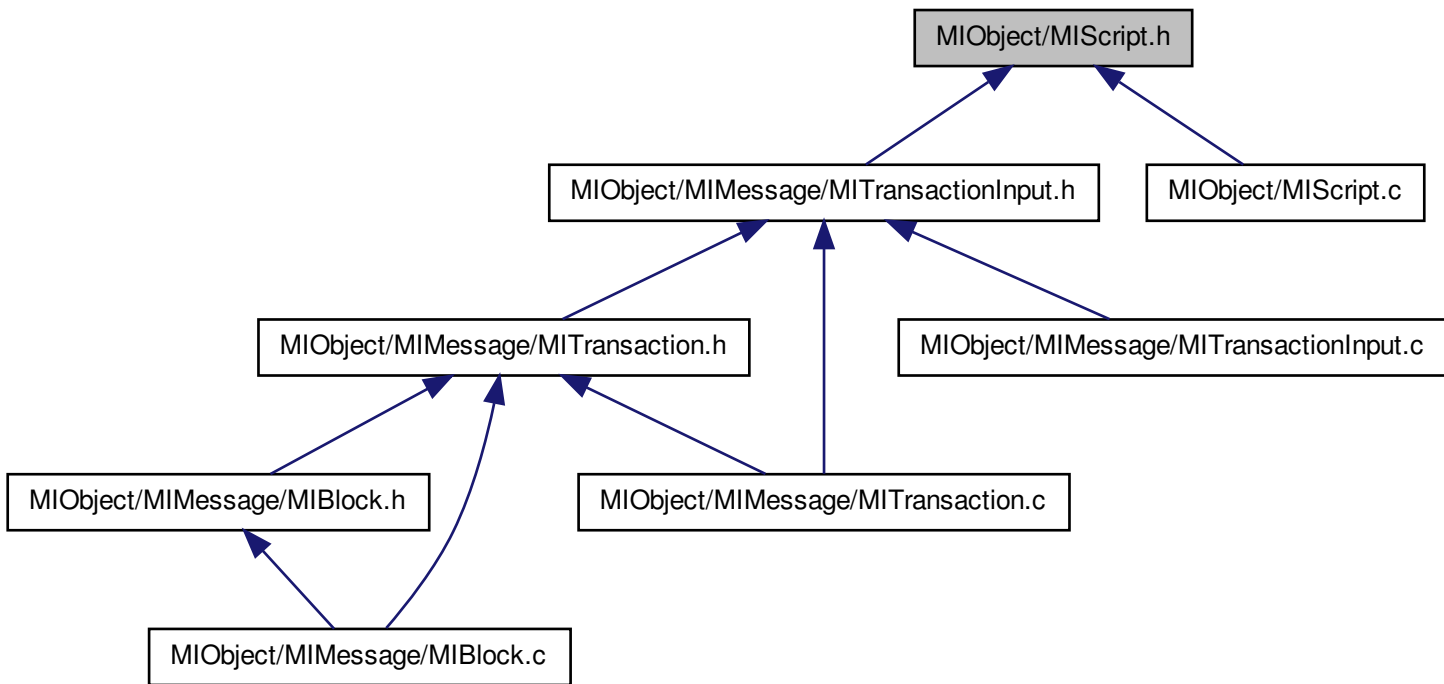 MIObject/MIScript.h
MIObject/MIMessage/MITransactionInput.h
MIObject/MIScript.c
MIObject/MIMessage/MITransaction.h
MIObject/MIMessage/MITransactionInput.c
MIObject/MIMessage/MIBlock.h
MIObject/MIMessage/MITransaction.c
MIObject/MIMessage/MIBlock.c